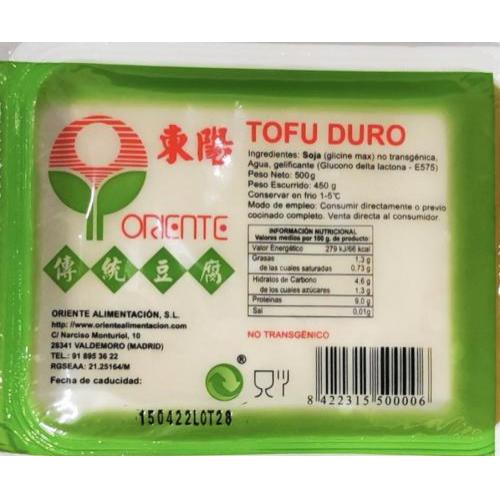 東陽
ORIENTE
傳統豆腐
TOFU DURO
Ingredientes: Soja (glicine max) no transgénica,
Agua, gelificante (Glucono delta lactona - E575)
Peso Neto: 500g
Peso Escurrido: 450 g
Conservar en frio 1-5℃
Modo de empleo: Consumir directamente o previo
cocinado completo. Venta directa al consumidor.
INFORMACIÓN NUTRICIONAL
Valores medios por 100 g. de producto:
Valor Energético 279 kJ/66 kcal
Grasas 1,3 g
de las cuales saturadas 0,73 g
Hidratos de Carbono 4,6 g
de los cuales azúcares 1,3 g
Proteinas 9,0 g
Sal 0,01g
NO TRANSGÉNICO
ORIENTE ALIMENTACIÓN, S.L.
http://www.orientealimentacion.com
C/ Narciso Monturiol, 10
28341 VALDEMORO (MADRID)
TEL.: 91 895 36 22
RGSEAA: 21.25164/M
Fecha de caducidad:
150422LOT28
®
8 422315 500006